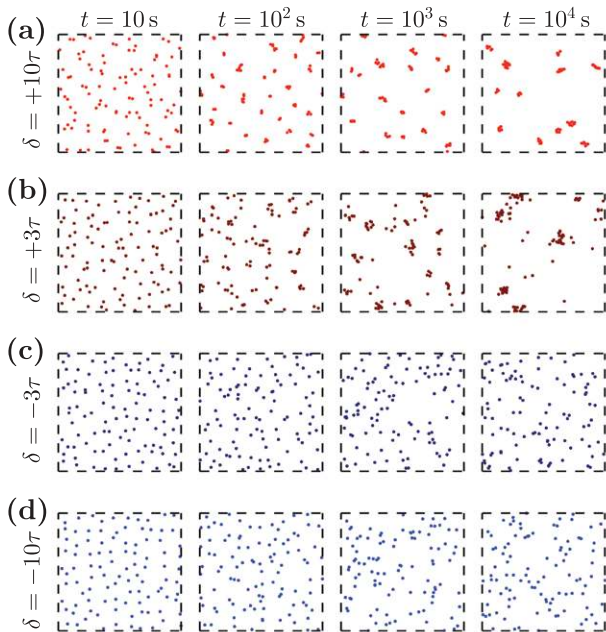 t = 10 s t = 10² s t = 10³ s t = 10⁴ s
(a) δ = +10τ
(b) δ = +3τ
(c) δ = −3τ
(d) δ = −10τ